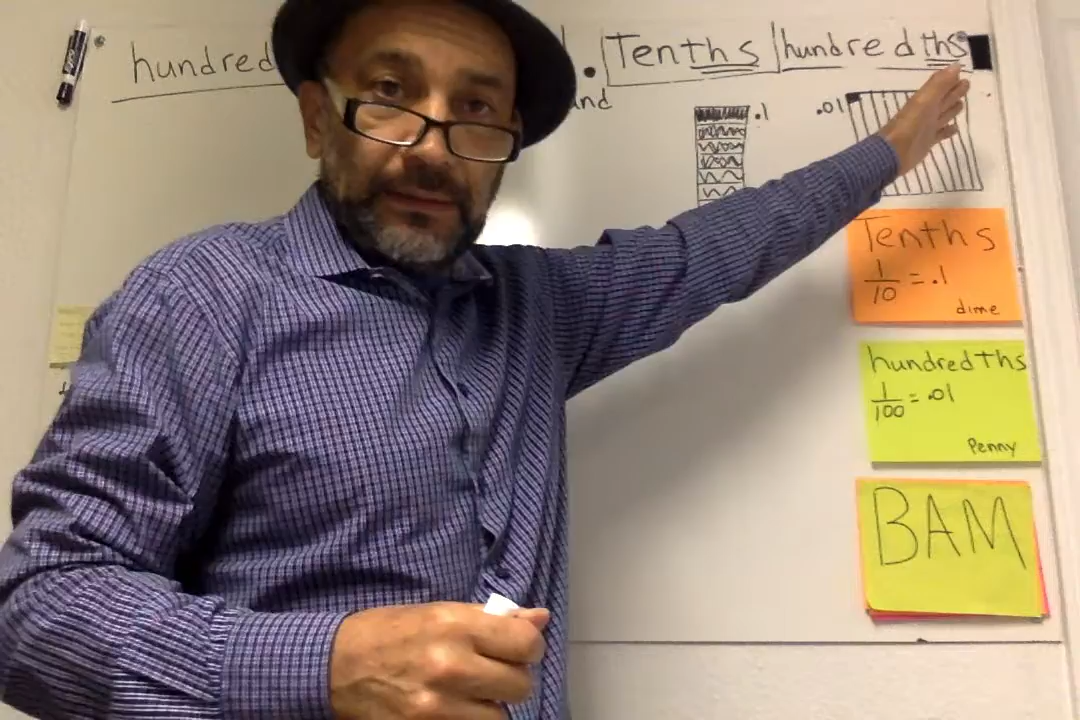 hundred . Tenths hundredths
and
.1 .01
Tenths
1/10 = .1
dime
hundredths
1/100 = .01
Penny
BAM